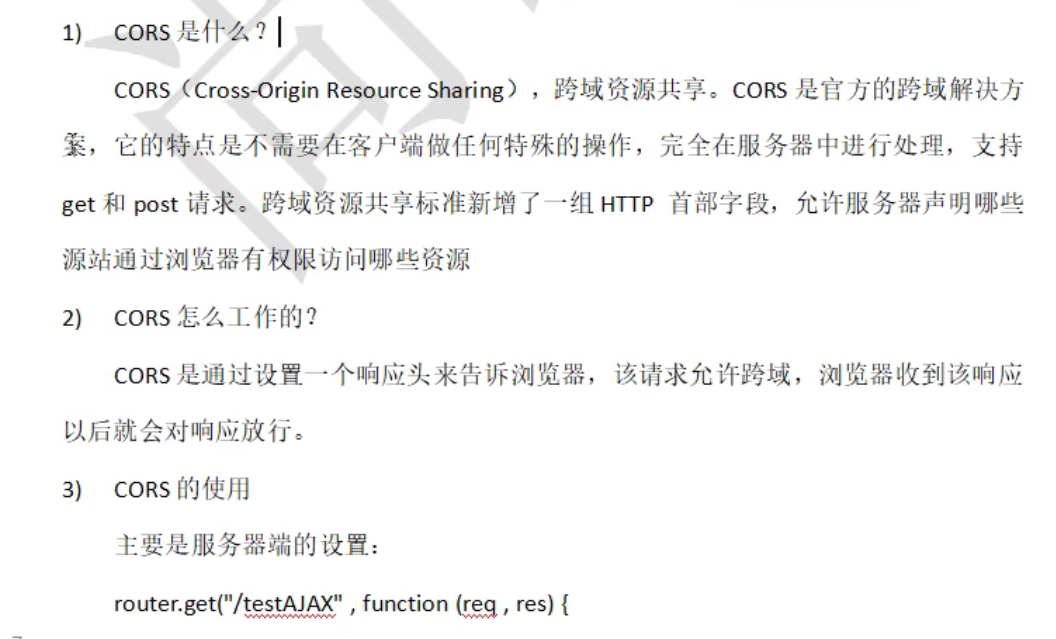 1) CORS 是什么？
CORS（Cross-Origin Resource Sharing），跨域资源共享。CORS 是官方的跨域解决方
案，它的特点是不需要在客户端做任何特殊的操作，完全在服务器中进行处理，支持
get 和 post 请求。跨域资源共享标准新增了一组 HTTP 首部字段，允许服务器声明哪些
源站通过浏览器有权限访问哪些资源
2) CORS 怎么工作的？
CORS 是通过设置一个响应头来告诉浏览器，该请求允许跨域，浏览器收到该响应
以后就会对响应放行。
3) CORS 的使用
主要是服务器端的设置：
router.get("/testAJAX" , function (req , res) {